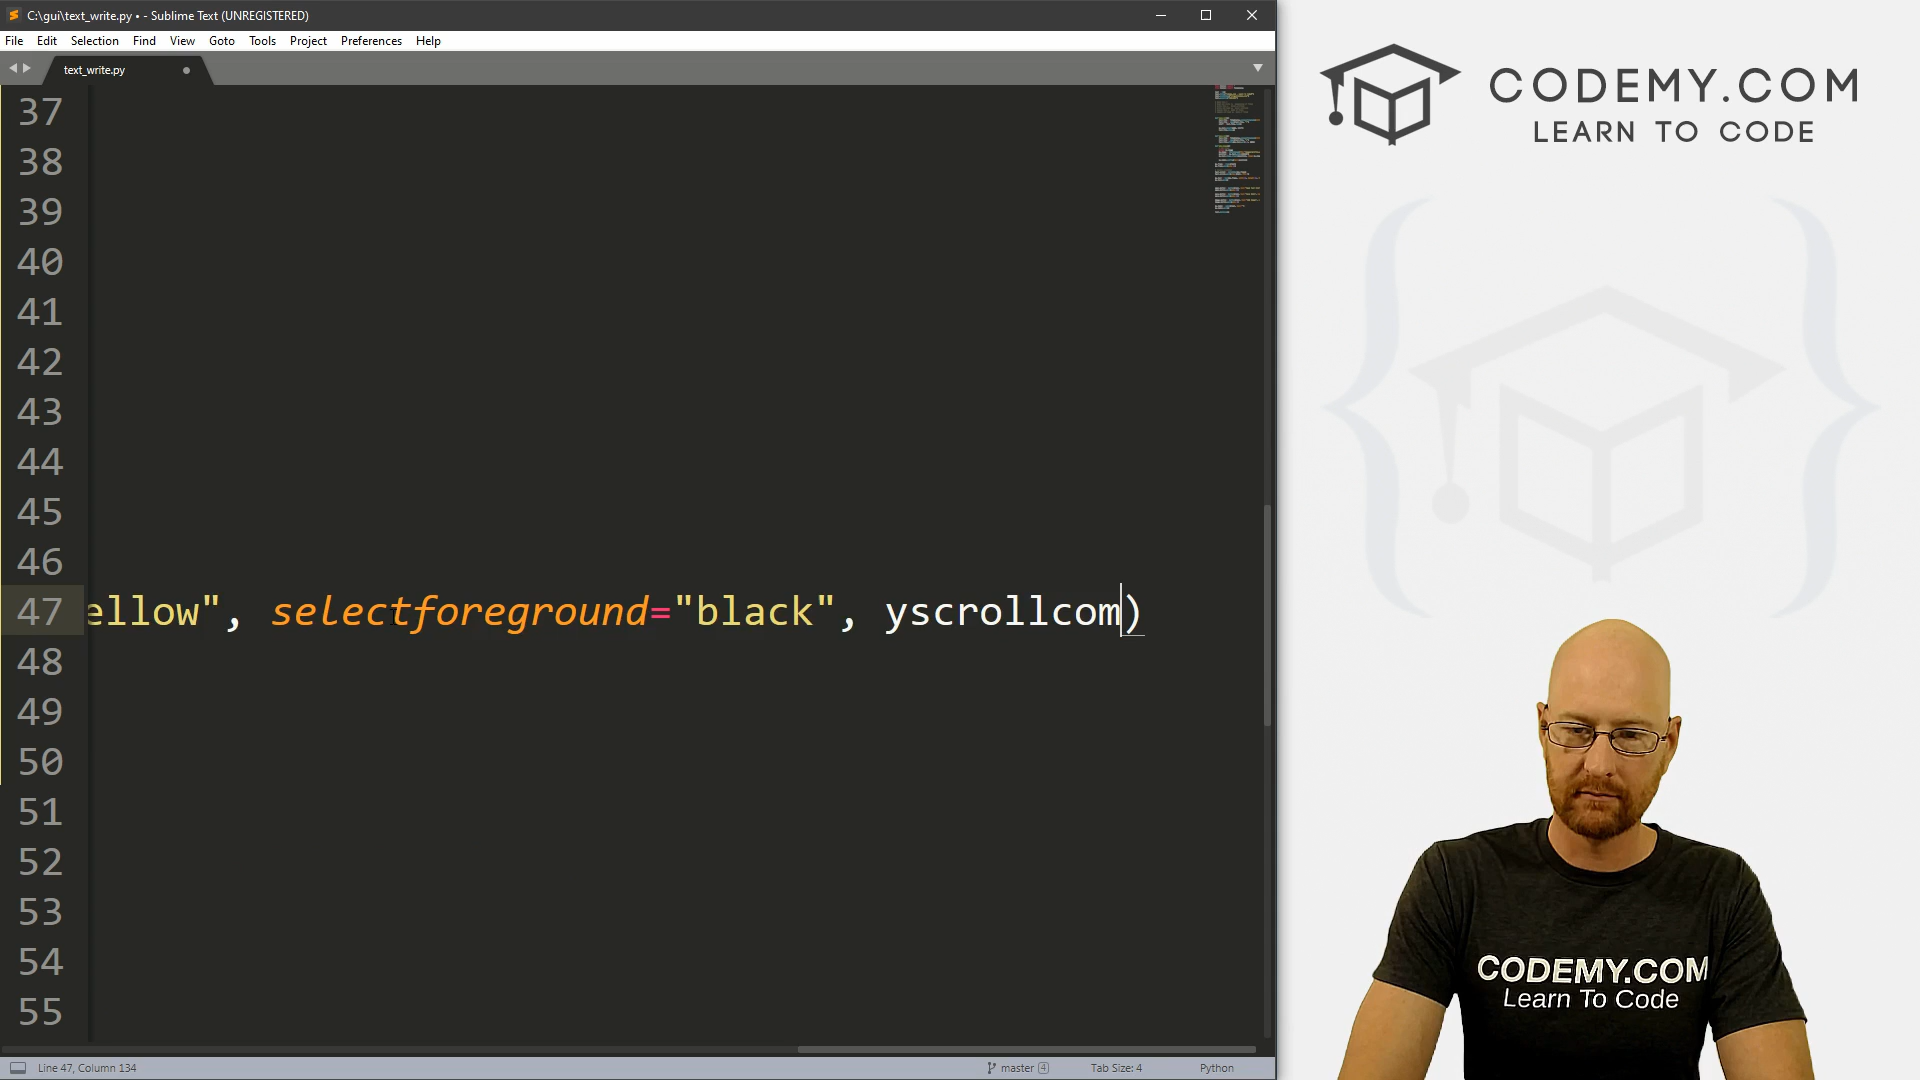 C:\gui\text_write.py • - Sublime Text (UNREGISTERED)
File Edit Selection Find View Goto Tools Project Preferences Help
text_write.py
37
38
39
40
41
42
43
44
45
46
47 ellow", selectforeground="black", yscrollcom)
48
49
50
51
52
53
54
55
Line 47, Column 134 master 4 Tab Size: 4 Python
CODEMY.COM
LEARN TO CODE
CODEMY.COM
Learn To Code